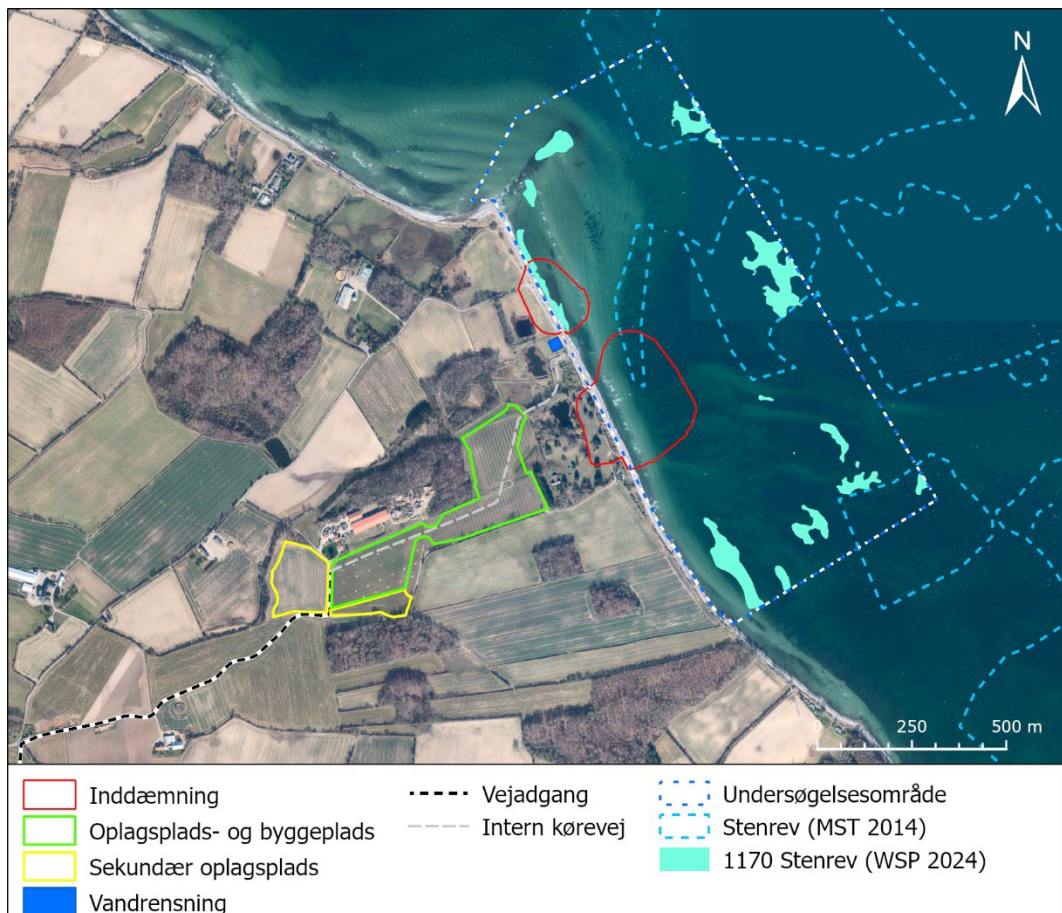 N
0 250 500 m
Inddæmning
Oplagsplads- og byggeplads
Sekundær oplagsplads
Vandrensning
Vejadgang
Intern kørevej
Undersøgelsesområde
Stenrev (MST 2014)
1170 Stenrev (WSP 2024)